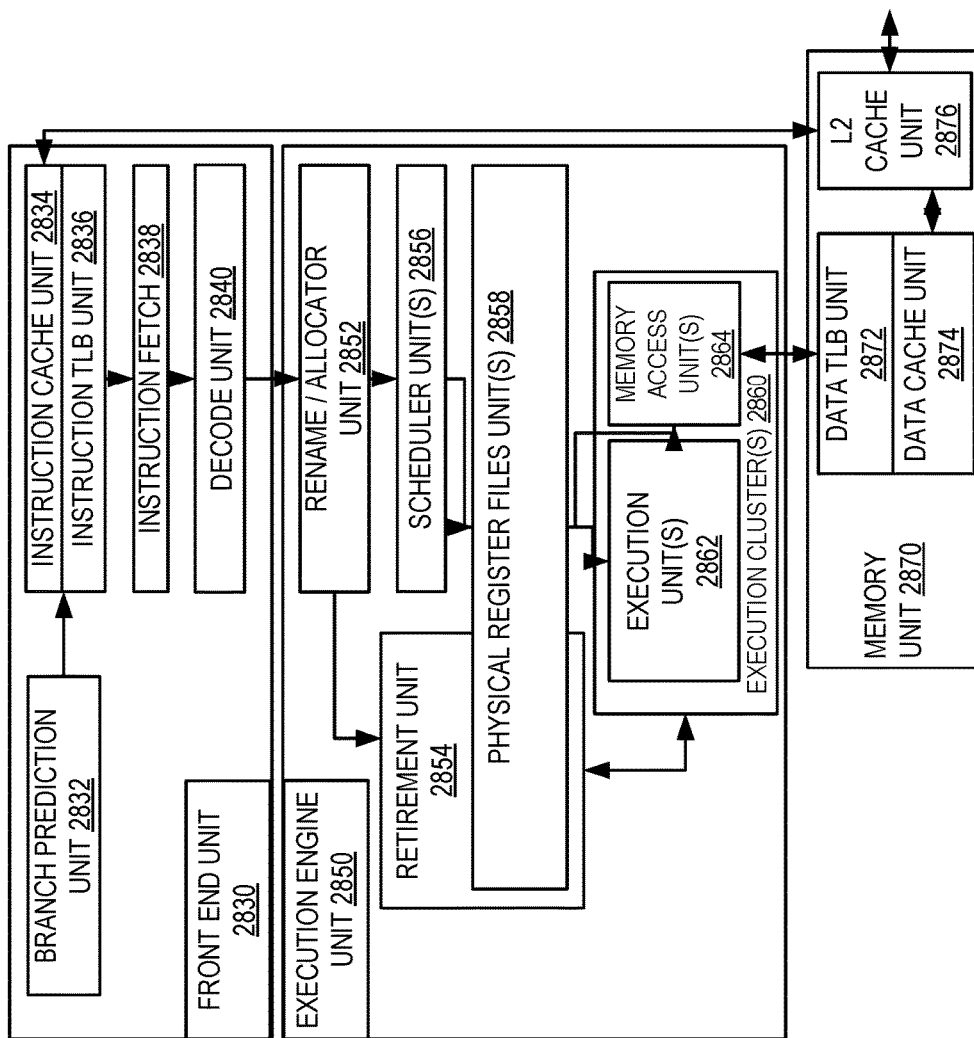 BRANCH PREDICTION
UNIT 2832
INSTRUCTION CACHE UNIT 2834
INSTRUCTION TLB UNIT 2836
INSTRUCTION FETCH 2838
DECODE UNIT 2840
FRONT END UNIT
2830
EXECUTION ENGINE
UNIT 2850
RENAME / ALLOCATOR
UNIT 2852
RETIREMENT UNIT
2854
SCHEDULER UNIT(S) 2856
PHYSICAL REGISTER FILES UNIT(S) 2858
EXECUTION
UNIT(S)
2862
MEMORY
ACCESS
UNIT(S)
2864
EXECUTION CLUSTER(S) 2860
MEMORY
UNIT 2870
DATA TLB UNIT
2872
DATA CACHE UNIT
2874
L2
CACHE
UNIT
2876